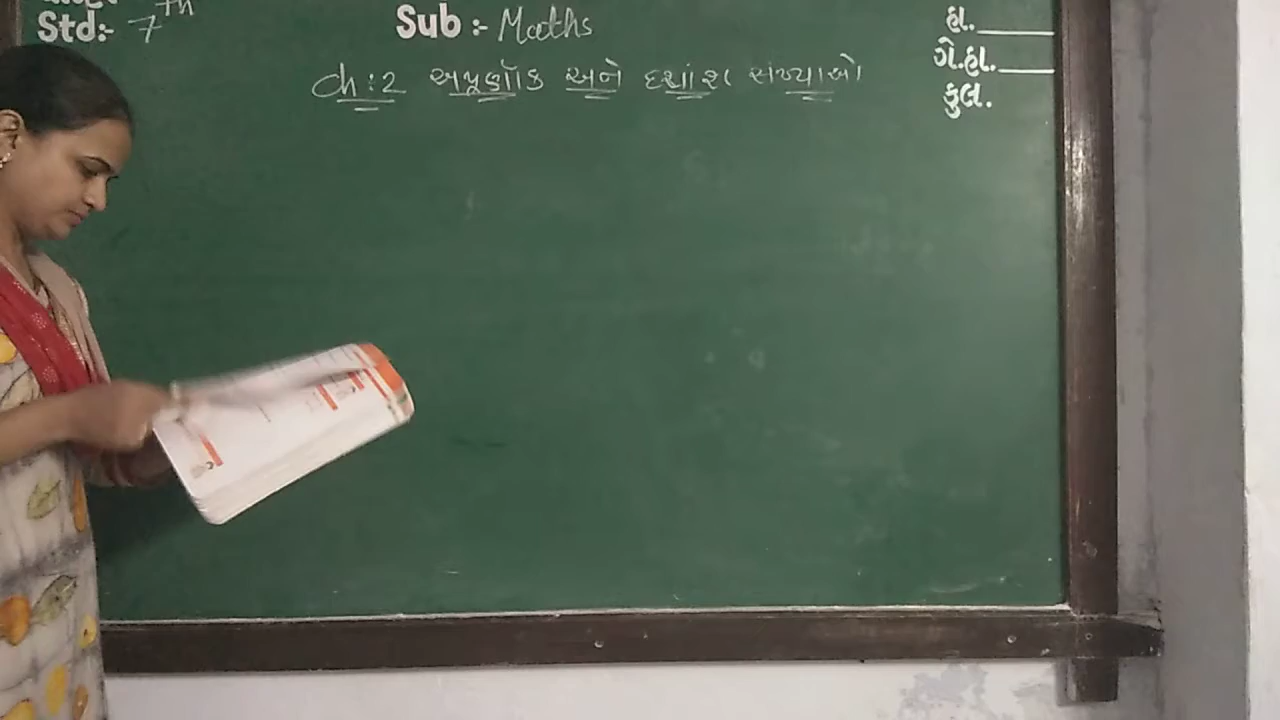 Std:- 7th
Sub :- Maths
હા.
ગે.હા.
કુલ.
ch : 2 અપૂર્ણાંક અને દશાંશ સંખ્યાઓ